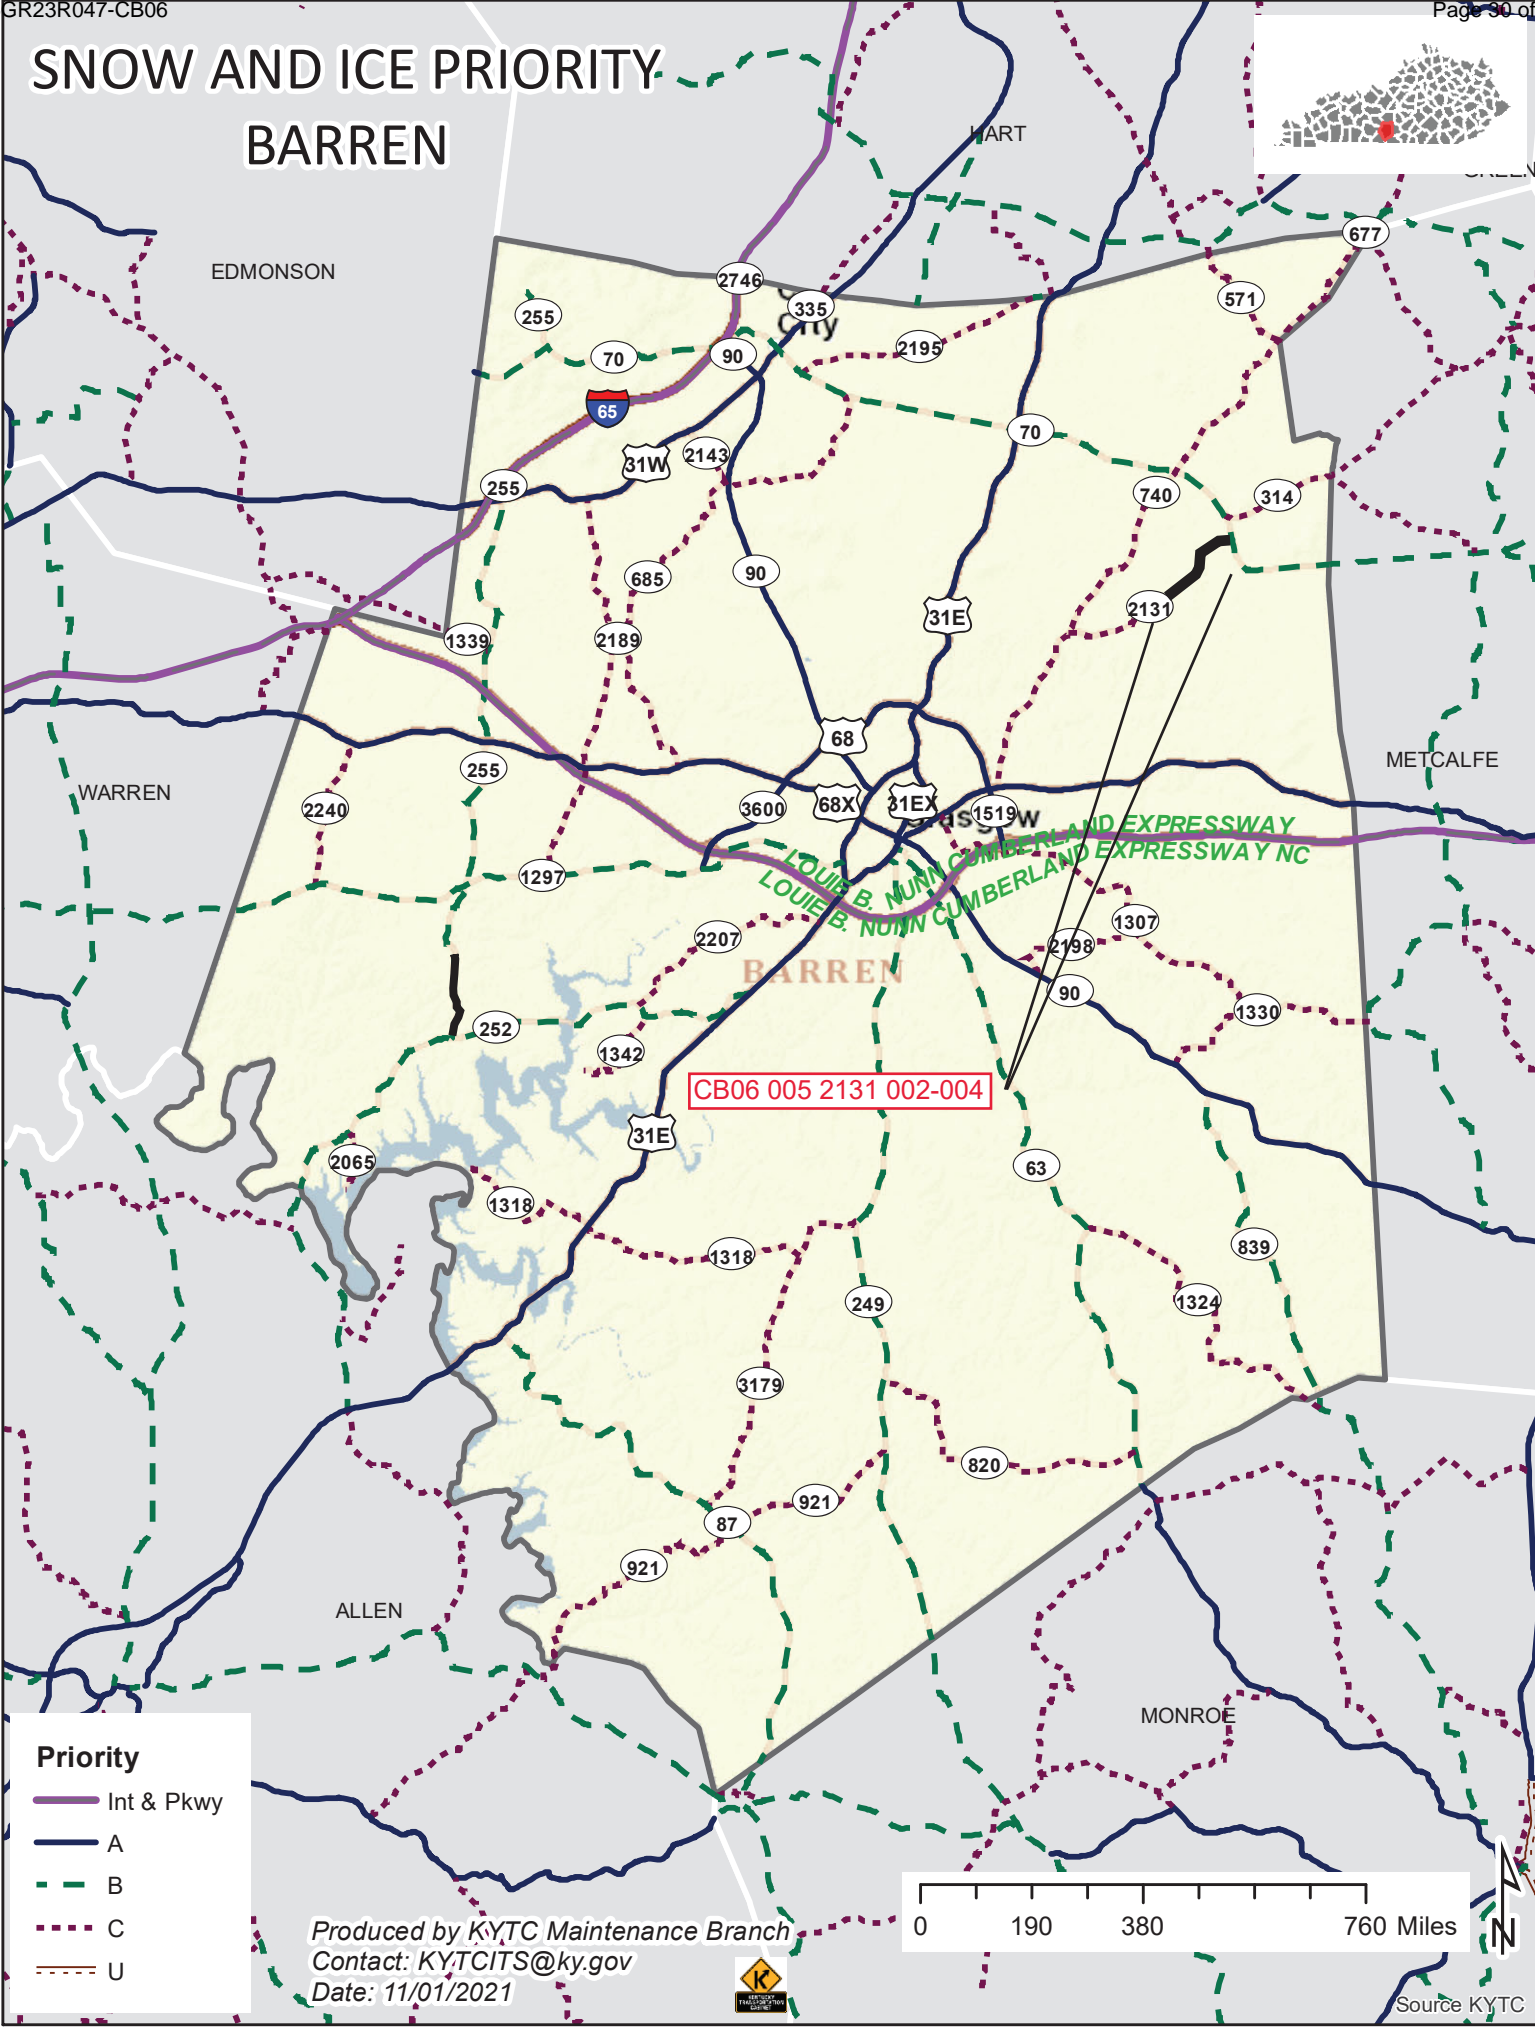 GR23R047-CB06
Page 30 of
SNOW AND ICE PRIORITY
BARREN
HART
EDMONSON
677
2746
571
255
335
City
2195
70
90
65
70
31W
2143
255
740
314
685
90
2131
31E
1339
2189
68
METCALFE
255
WARREN
2240
3600
68X
31EX
1519
Glasgow
LOUIE B. NUNN CUMBERLAND EXPRESSWAY
LOUIE B. NUNN CUMBERLAND EXPRESSWAY NC
1297
1307
2207
2198
BARREN
90
1330
252
1342
CB06 005 2131 002-004
31E
2065
63
1318
839
1318
249
1324
3179
820
921
87
921
ALLEN
MONROE
Priority
Int & Pkwy
A
B
C
U
Produced by KYTC Maintenance Branch
Contact: KYTCITS@ky.gov
Date: 11/01/2021
K
KENTUCKY
TRANSPORTATION
CABINET
0 190 380 760 Miles
N
Source KYTC